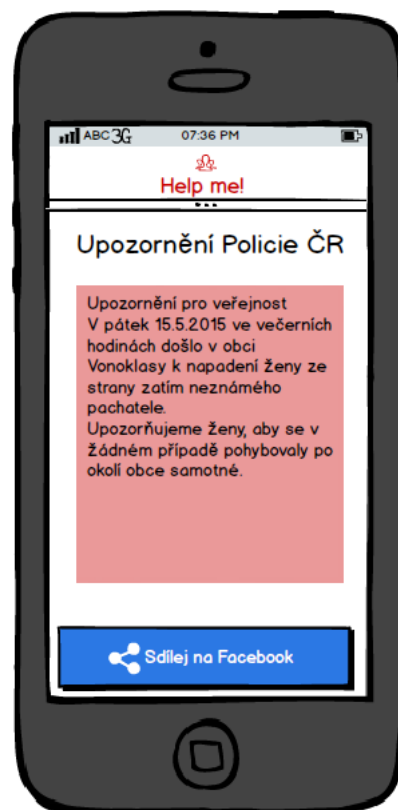 ABC 3G 07:36 PM
Help me!
Upozornění Policie ČR
Upozornění pro veřejnost
V pátek 15.5.2015 ve večerních
hodinách došlo v obci
Vonoklasy k napadení ženy ze
strany zatím neznámého
pachatele.
Upozorňujeme ženy, aby se v
žádném případě pohybovaly po
okolí obce samotné.
Sdílej na Facebook